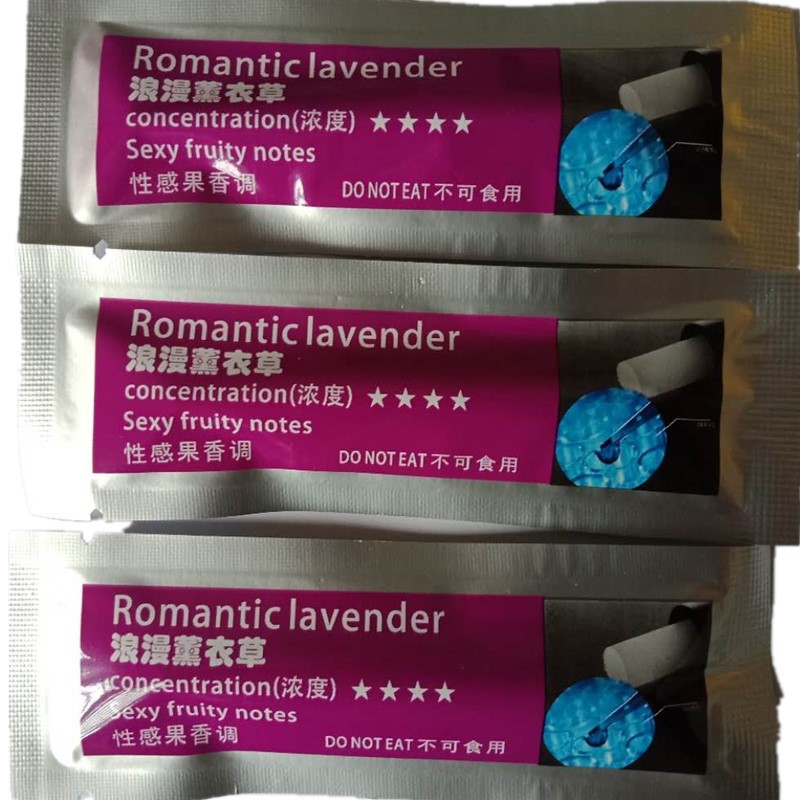 Romantic lavender
浪漫薰衣草
concentration(浓度) ★★★★
Sexy fruity notes
性感果香调
DO NOT EAT 不可食用
Romantic lavender
浪漫薰衣草
concentration(浓度) ★★★★
Sexy fruity notes
性感果香调
DO NOT EAT 不可食用
Romantic lavender
浪漫薰衣草
concentration(浓度) ★★★★
Sexy fruity notes
性感果香调
DO NOT EAT 不可食用